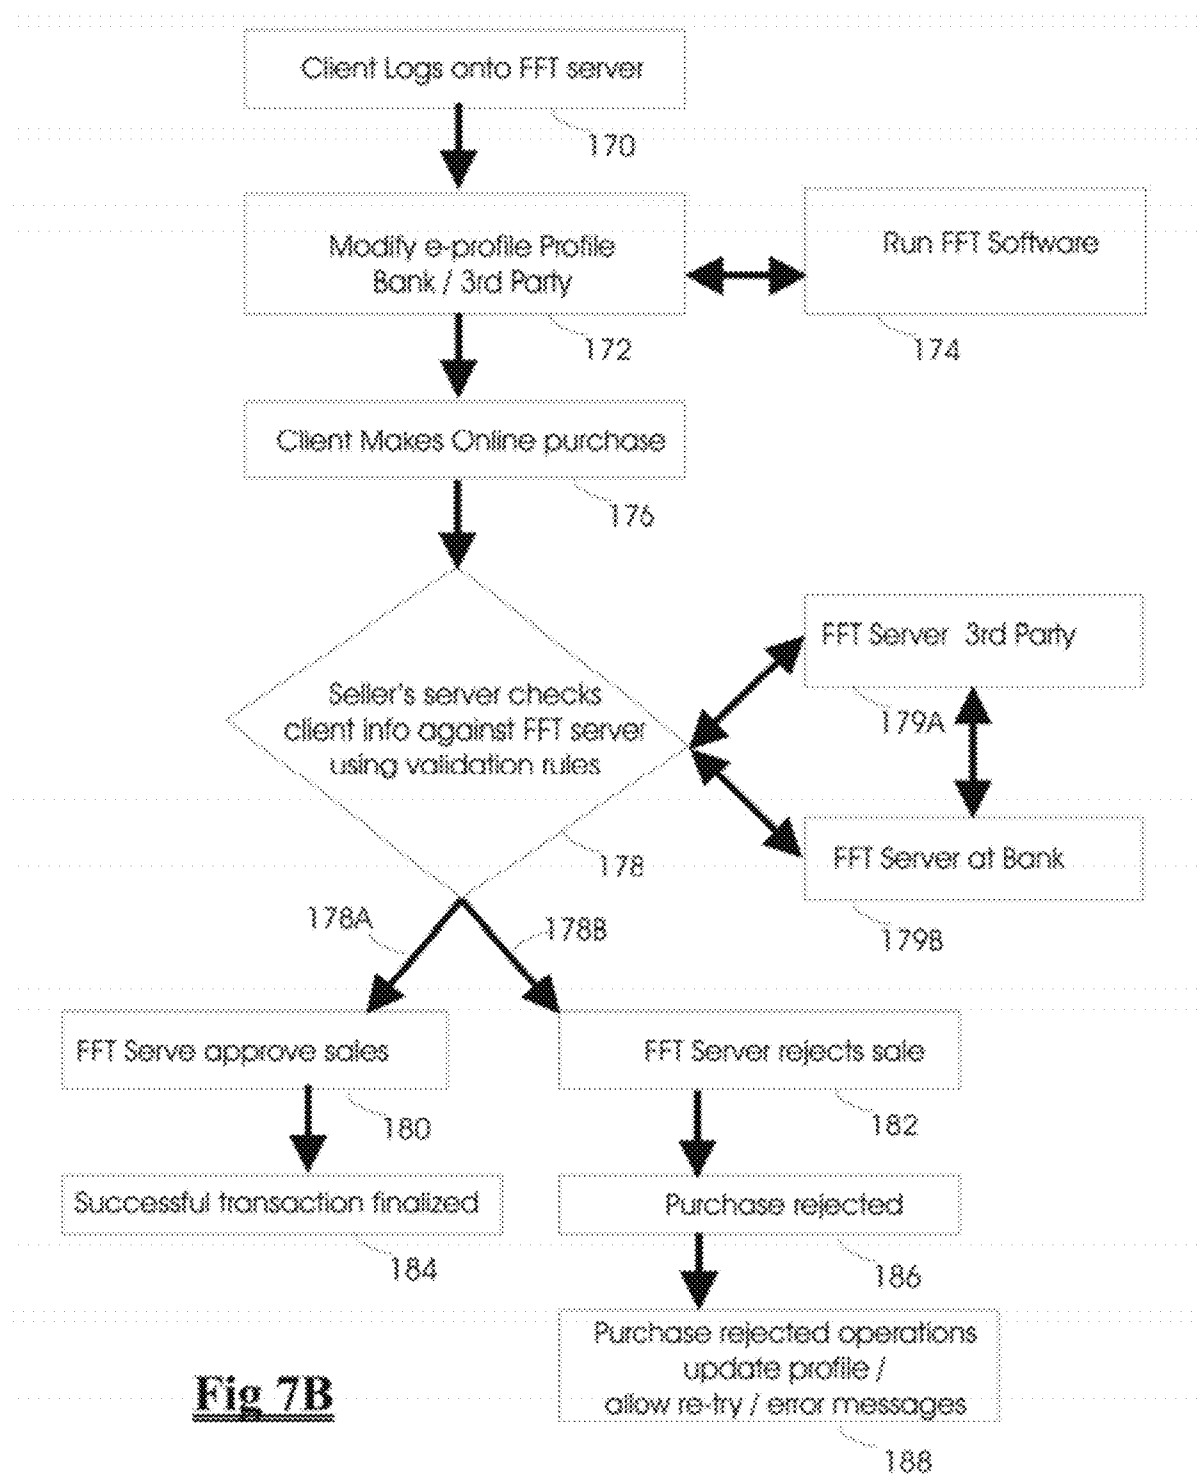 Client Logs onto FFT server
170
Modify e-profile Profile
Bank / 3rd Party
172
Run FFT Software
174
Client Makes Online purchase
176
Seller's server checks
client info against FFT server
using validation rules
178
FFT Server 3rd Party
179A
FFT Server at Bank
179B
178A
178B
FFT Serve approve sales
180
FFT Server rejects sale
182
Successful transaction finalized
184
Purchase rejected
186
Purchase rejected operations
update profile /
allow re-try / error messages
188
Fig 7B